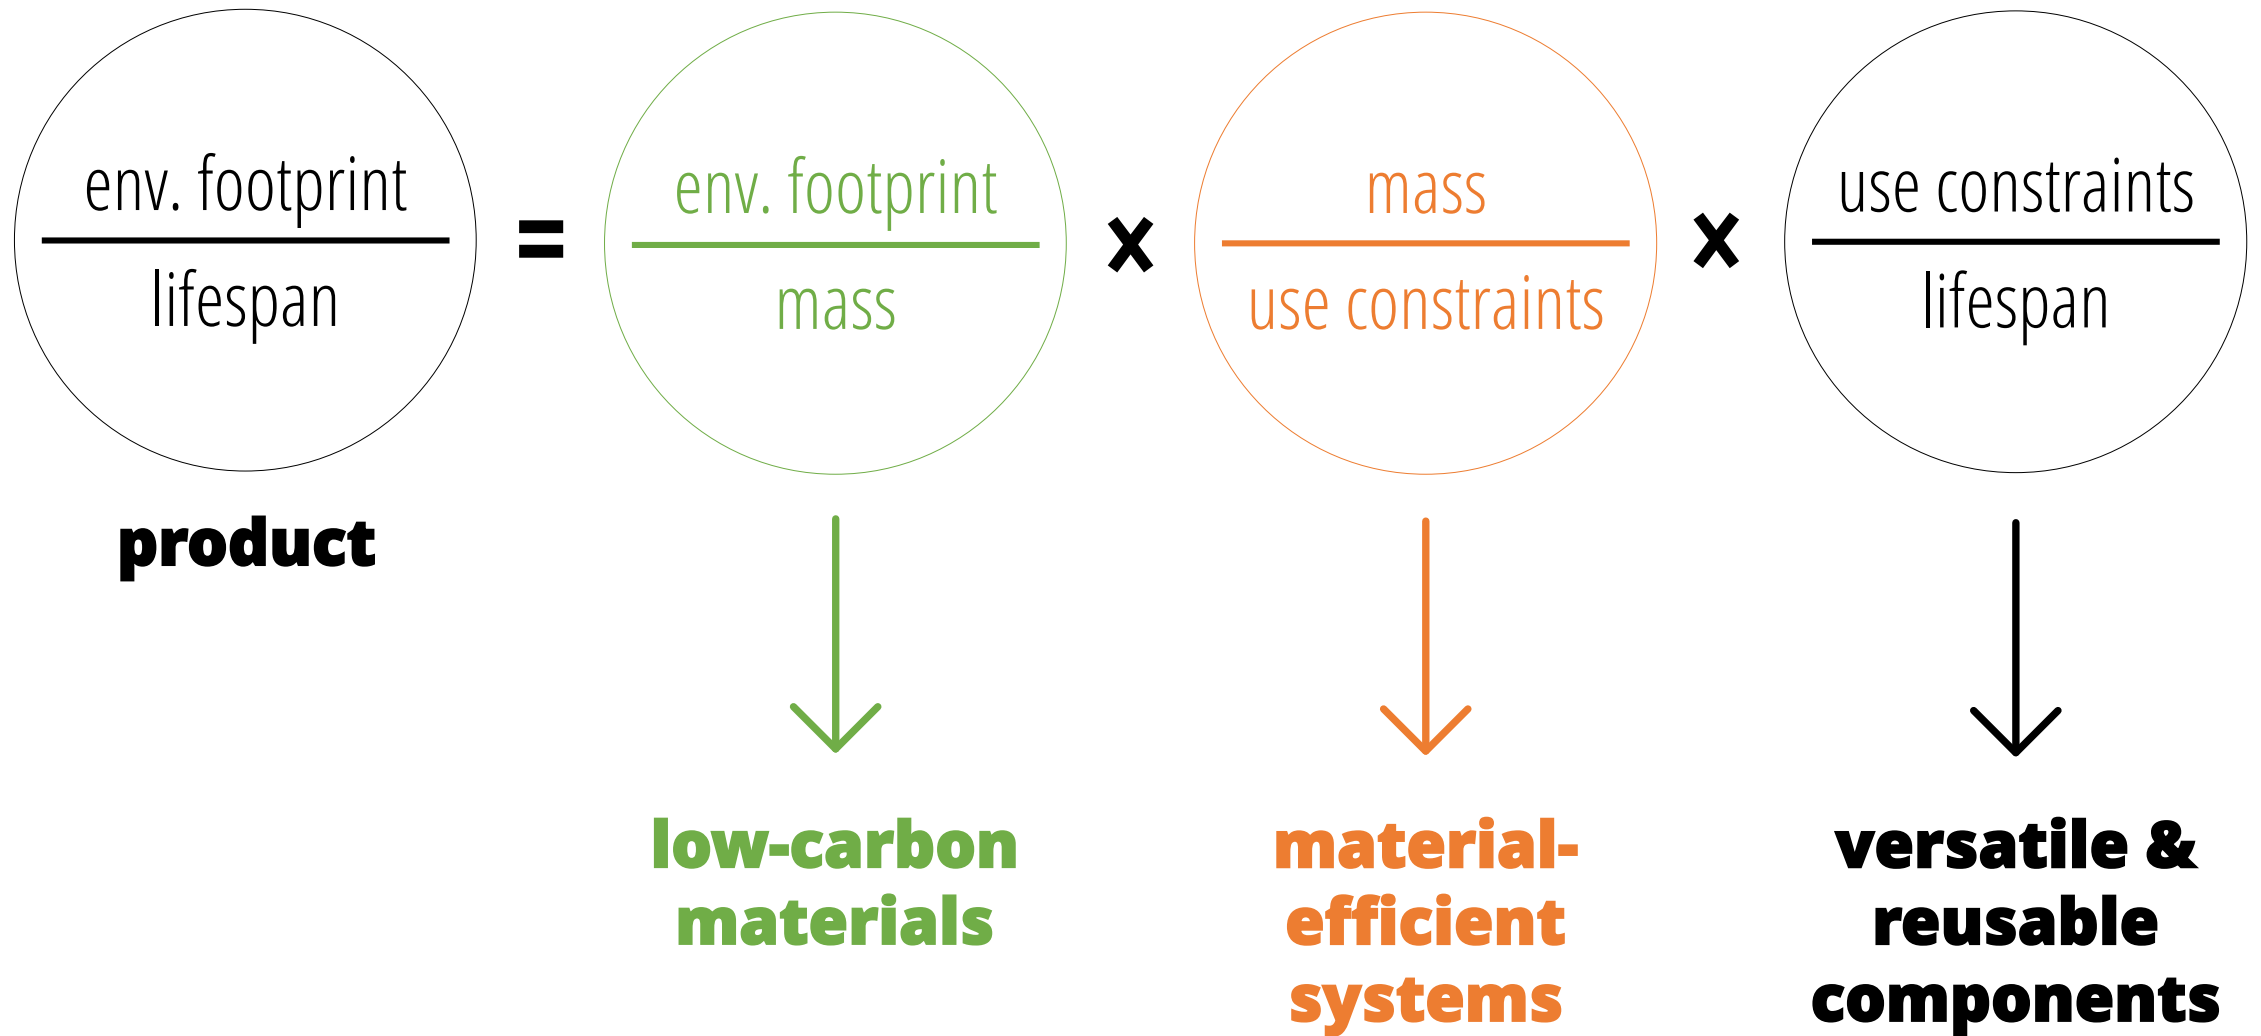 env. footprint
lifespan
=
env. footprint
mass
x
mass
use constraints
x
use constraints
lifespan
product
low-carbon
materials
material-
efficient
systems
versatile &
reusable
components